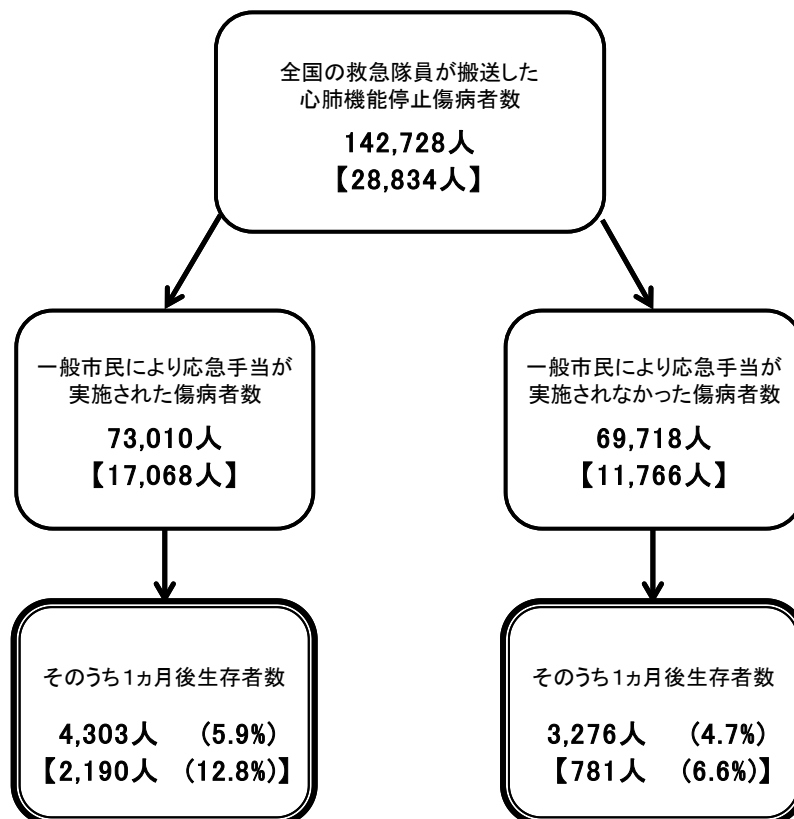 全国の救急隊員が搬送した
心肺機能停止傷病者数
142,728人
【28,834人】
一般市民により応急手当が
実施された傷病者数
73,010人
【17,068人】
一般市民により応急手当が
実施されなかった傷病者数
69,718人
【11,766人】
そのうち1ヵ月後生存者数
4,303人 (5.9%)
【2,190人 (12.8%)】
そのうち1ヵ月後生存者数
3,276人 (4.7%)
【781人 (6.6%)】